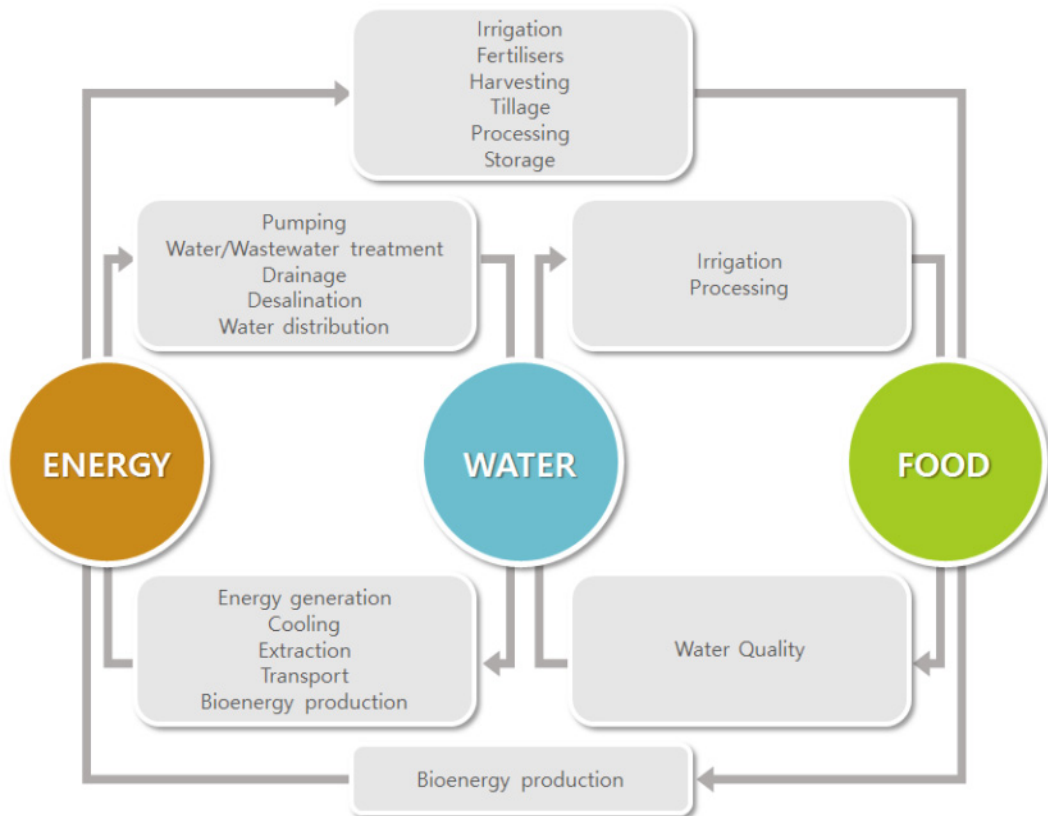 Irrigation
Fertilisers
Harvesting
Tillage
Processing
Storage
Pumping
Water/Wastewater treatment
Drainage
Desalination
Water distribution
Irrigation
Processing
ENERGY
WATER
FOOD
Energy generation
Cooling
Extraction
Transport
Bioenergy production
Water Quality
Bioenergy production